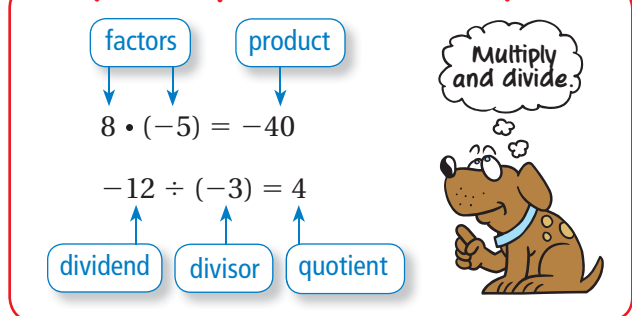 factors
product
8 • (−5) = −40
−12 ÷ (−3) = 4
dividend
divisor
quotient
Multiply
and divide.